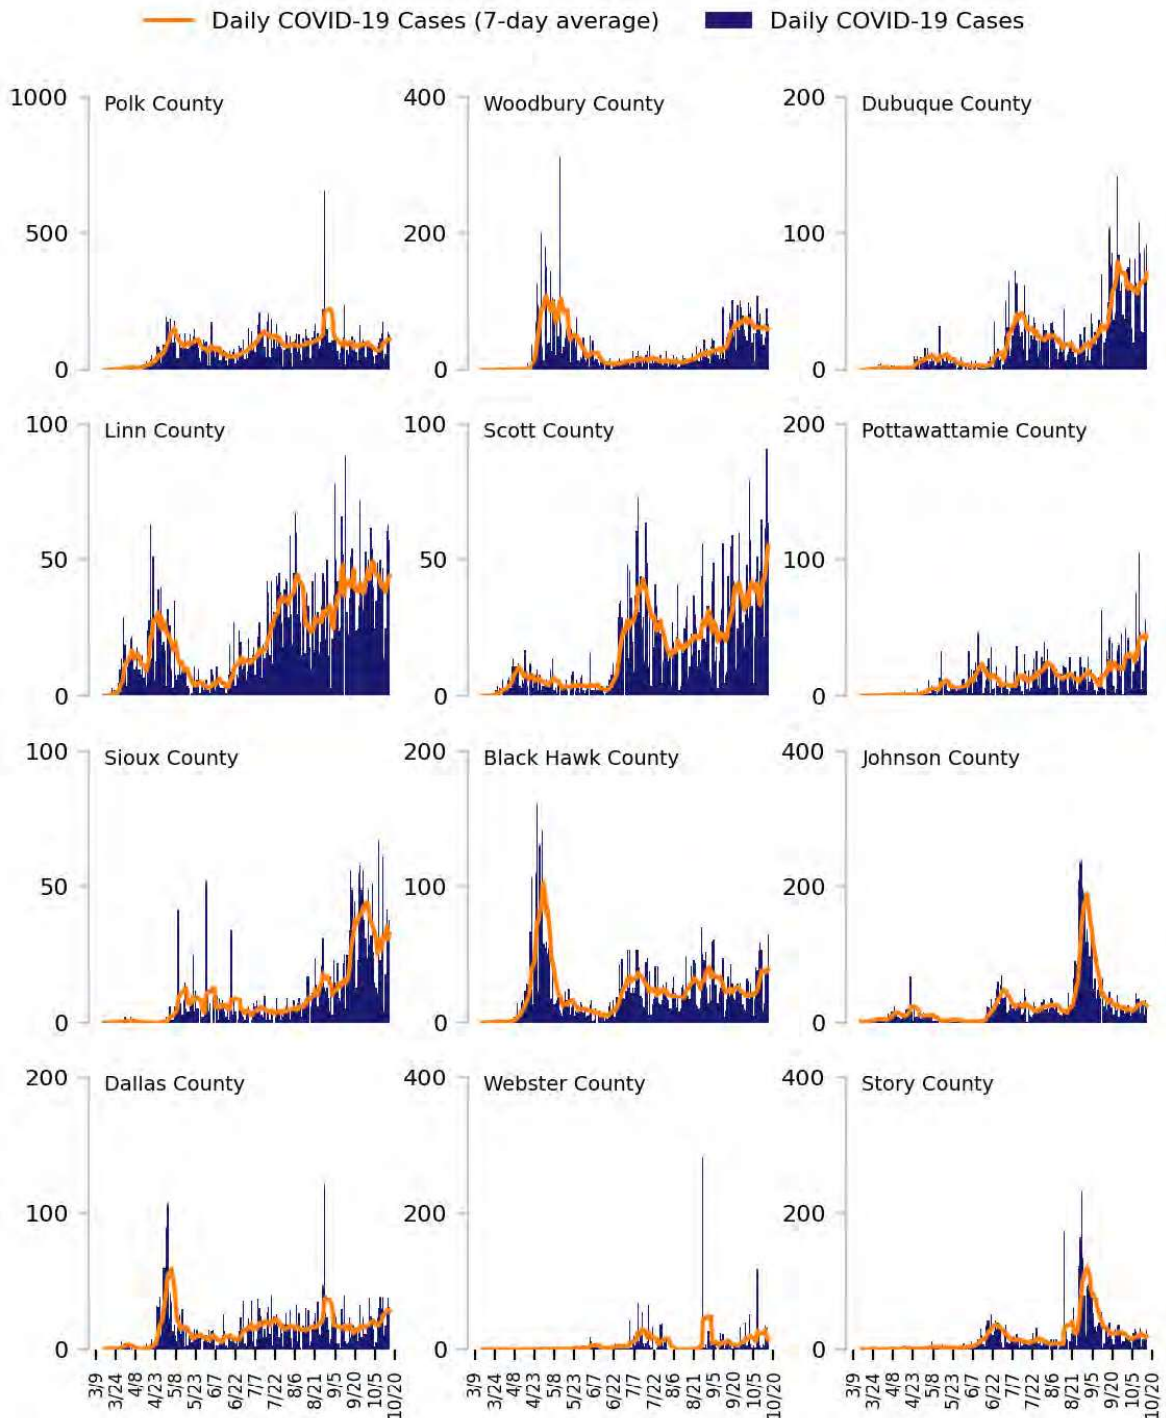 Daily COVID-19 Cases (7-day average) Daily COVID-19 Cases
1000 Polk County 400 Woodbury County 200 Dubuque County
500 200 100
0 0 0
100 Linn County 100 Scott County 200 Pottawattamie County
50 50 100
0 0 0
100 Sioux County 200 Black Hawk County 400 Johnson County
50 100 200
0 0 0
200 Dallas County 400 Webster County 400 Story County
100 200 200
0 0 0
3/9 3/24 4/8 4/23 5/8 5/23 6/7 6/22 7/7 7/22 8/6 8/21 9/5 9/20 10/5 10/20 3/9 3/24 4/8 4/23 5/8 5/23 6/7 6/22 7/7 7/22 8/6 8/21 9/5 9/20 10/5 10/20 3/9 3/24 4/8 4/23 5/8 5/23 6/7 6/22 7/7 7/22 8/6 8/21 9/5 9/20 10/5 10/20